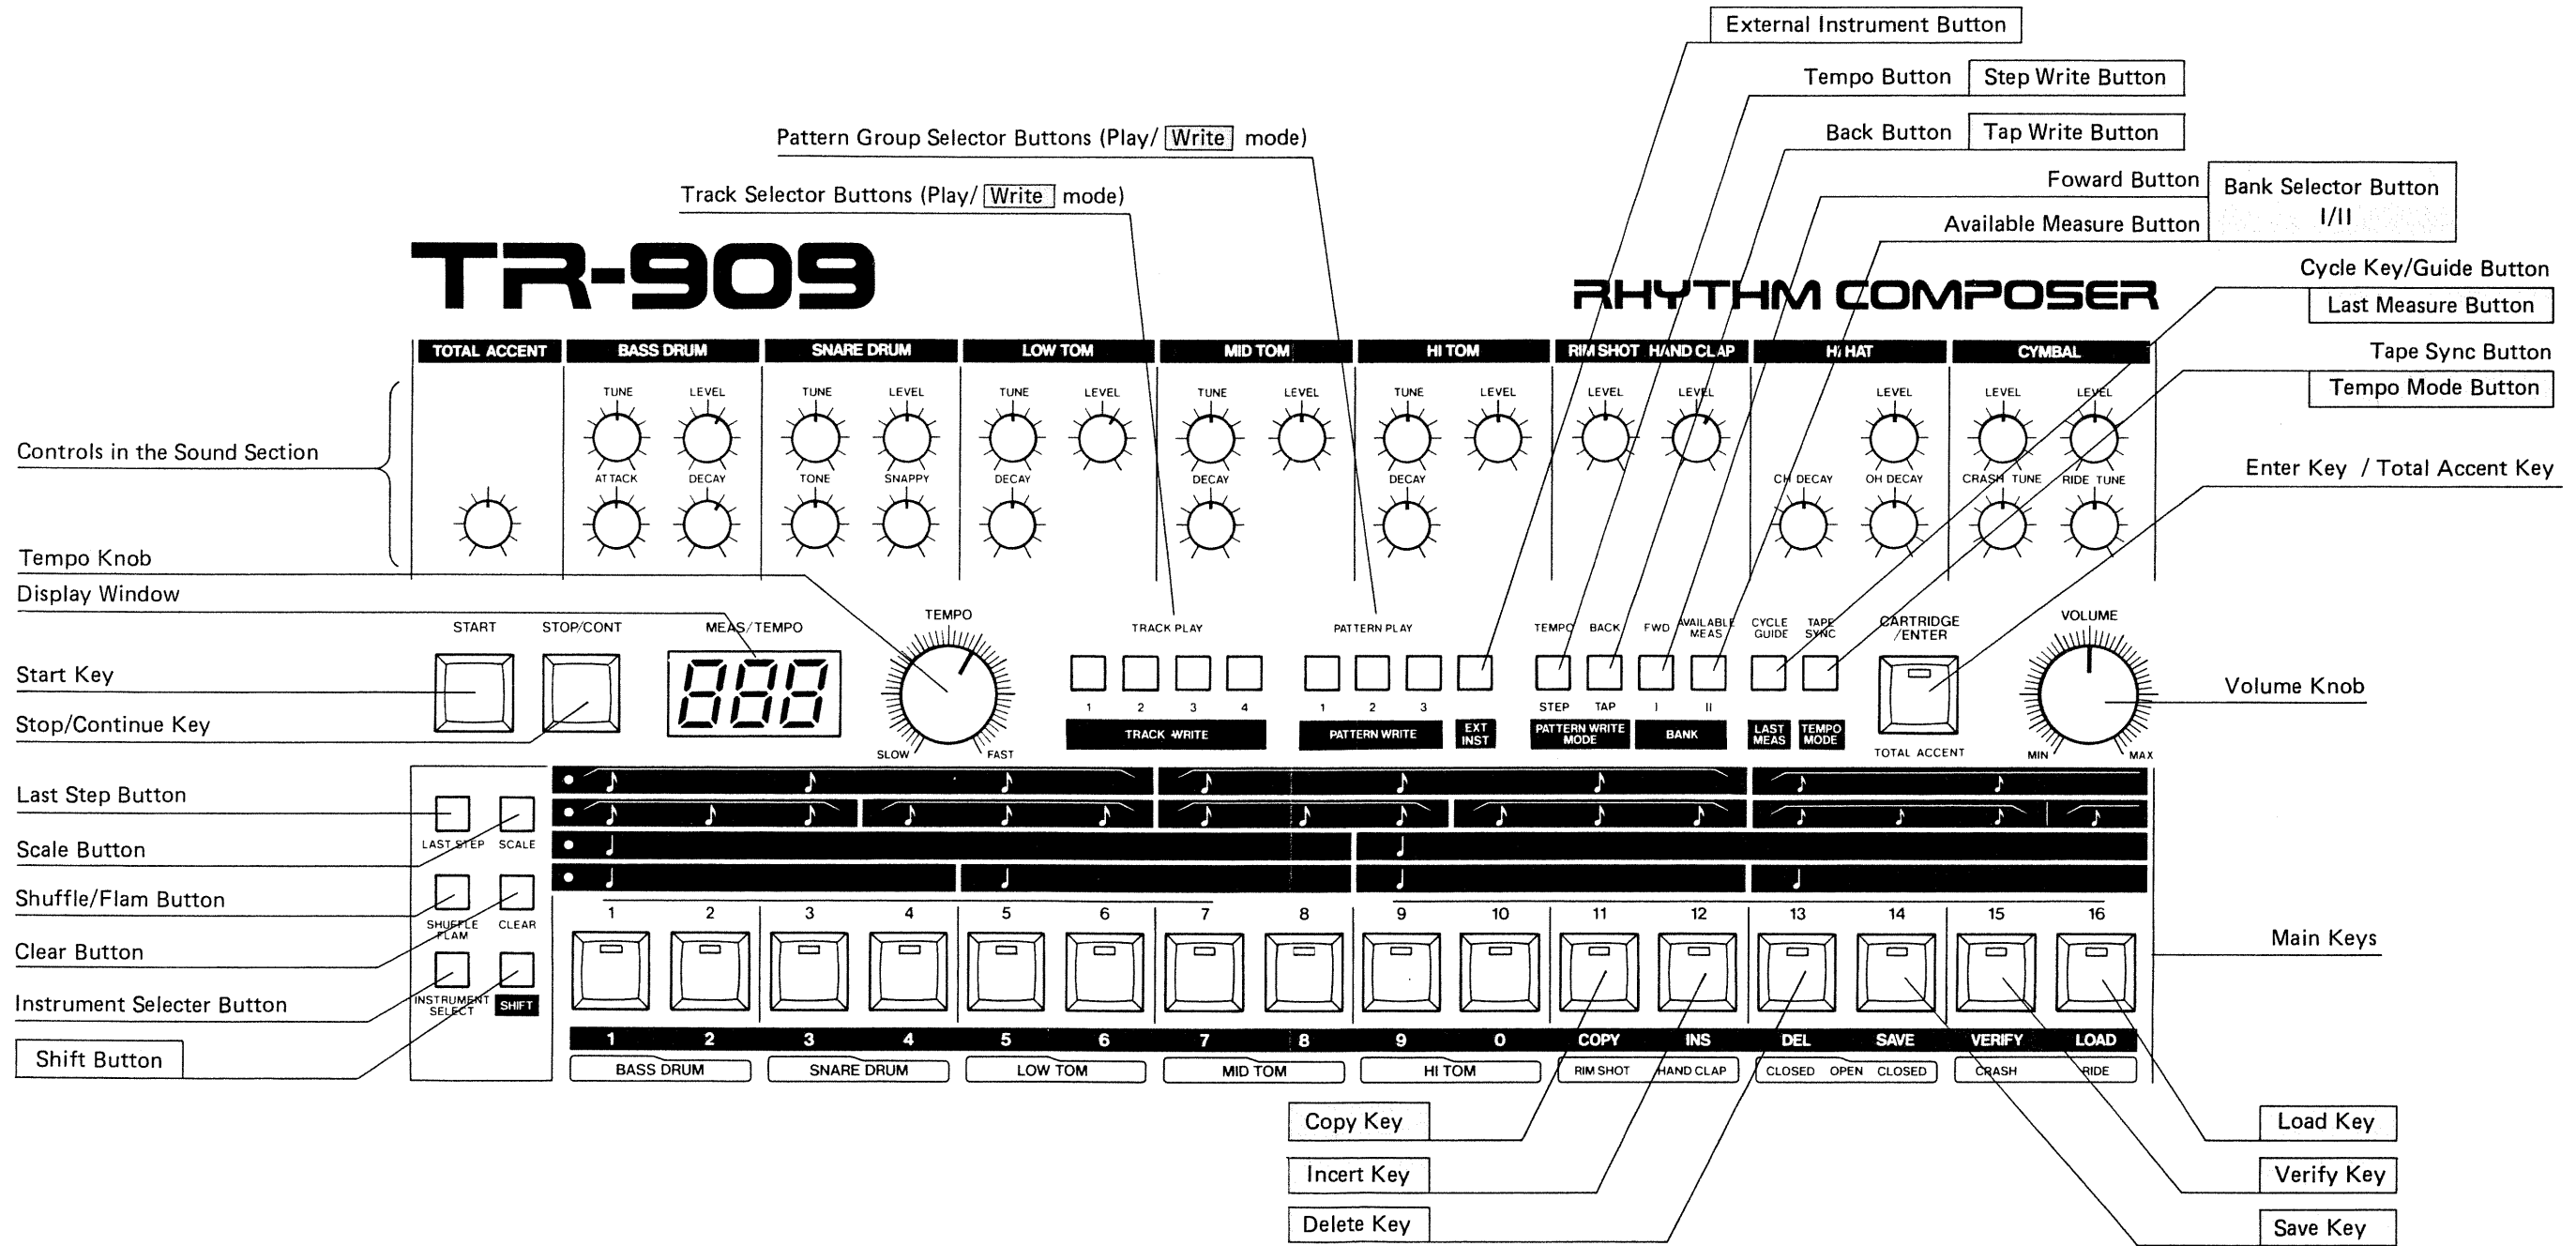 External Instrument Button
Tempo Button Step Write Button
Back Button Tap Write Button
Pattern Group Selector Buttons (Play/ Write mode)
Foward Button Bank Selector Button
I/II
Track Selector Buttons (Play/ Write mode)
Available Measure Button
TR-909
RHYTHM COMPOSER
Cycle Key/Guide Button
Last Measure Button
Tape Sync Button
Tempo Mode Button
TOTAL ACCENT BASS DRUM SNARE DRUM LOW TOM MID TOM HI TOM RIM SHOT HAND CLAP HI HAT CYMBAL
TUNE LEVEL TUNE LEVEL TUNE LEVEL TUNE LEVEL TUNE LEVEL LEVEL LEVEL LEVEL LEVEL LEVEL
Controls in the Sound Section
Enter Key / Total Accent Key
ATTACK DECAY TONE SNAPPY DECAY DECAY DECAY CH DECAY OH DECAY CRASH TUNE RIDE TUNE
Tempo Knob
Display Window
START STOP/CONT MEAS/TEMPO TEMPO TRACK PLAY PATTERN PLAY TEMPO BACK FWD AVAILABLE MEAS CYCLE GUIDE TAPE SYNC CARTRIDGE /ENTER VOLUME
Start Key
888
Volume Knob
1 2 3 4 1 2 3 STEP TAP I II
Stop/Continue Key
SLOW FAST TRACK WRITE PATTERN WRITE EXT INST PATTERN WRITE MODE BANK LAST MEAS TEMPO MODE TOTAL ACCENT MIN MAX
Last Step Button
LAST STEP SCALE
Scale Button
Shuffle/Flam Button
SHUFFLE FLAM CLEAR
1 2 3 4 5 6 7 8 9 10 11 12 13 14 15 16
Clear Button
Main Keys
Instrument Selecter Button
INSTRUMENT SELECT SHIFT
Shift Button
1 2 3 4 5 6 7 8 9 0 COPY INS DEL SAVE VERIFY LOAD
BASS DRUM SNARE DRUM LOW TOM MID TOM HI TOM RIM SHOT HAND CLAP CLOSED OPEN CLOSED CRASH RIDE
Copy Key
Load Key
Incert Key
Verify Key
Delete Key
Save Key